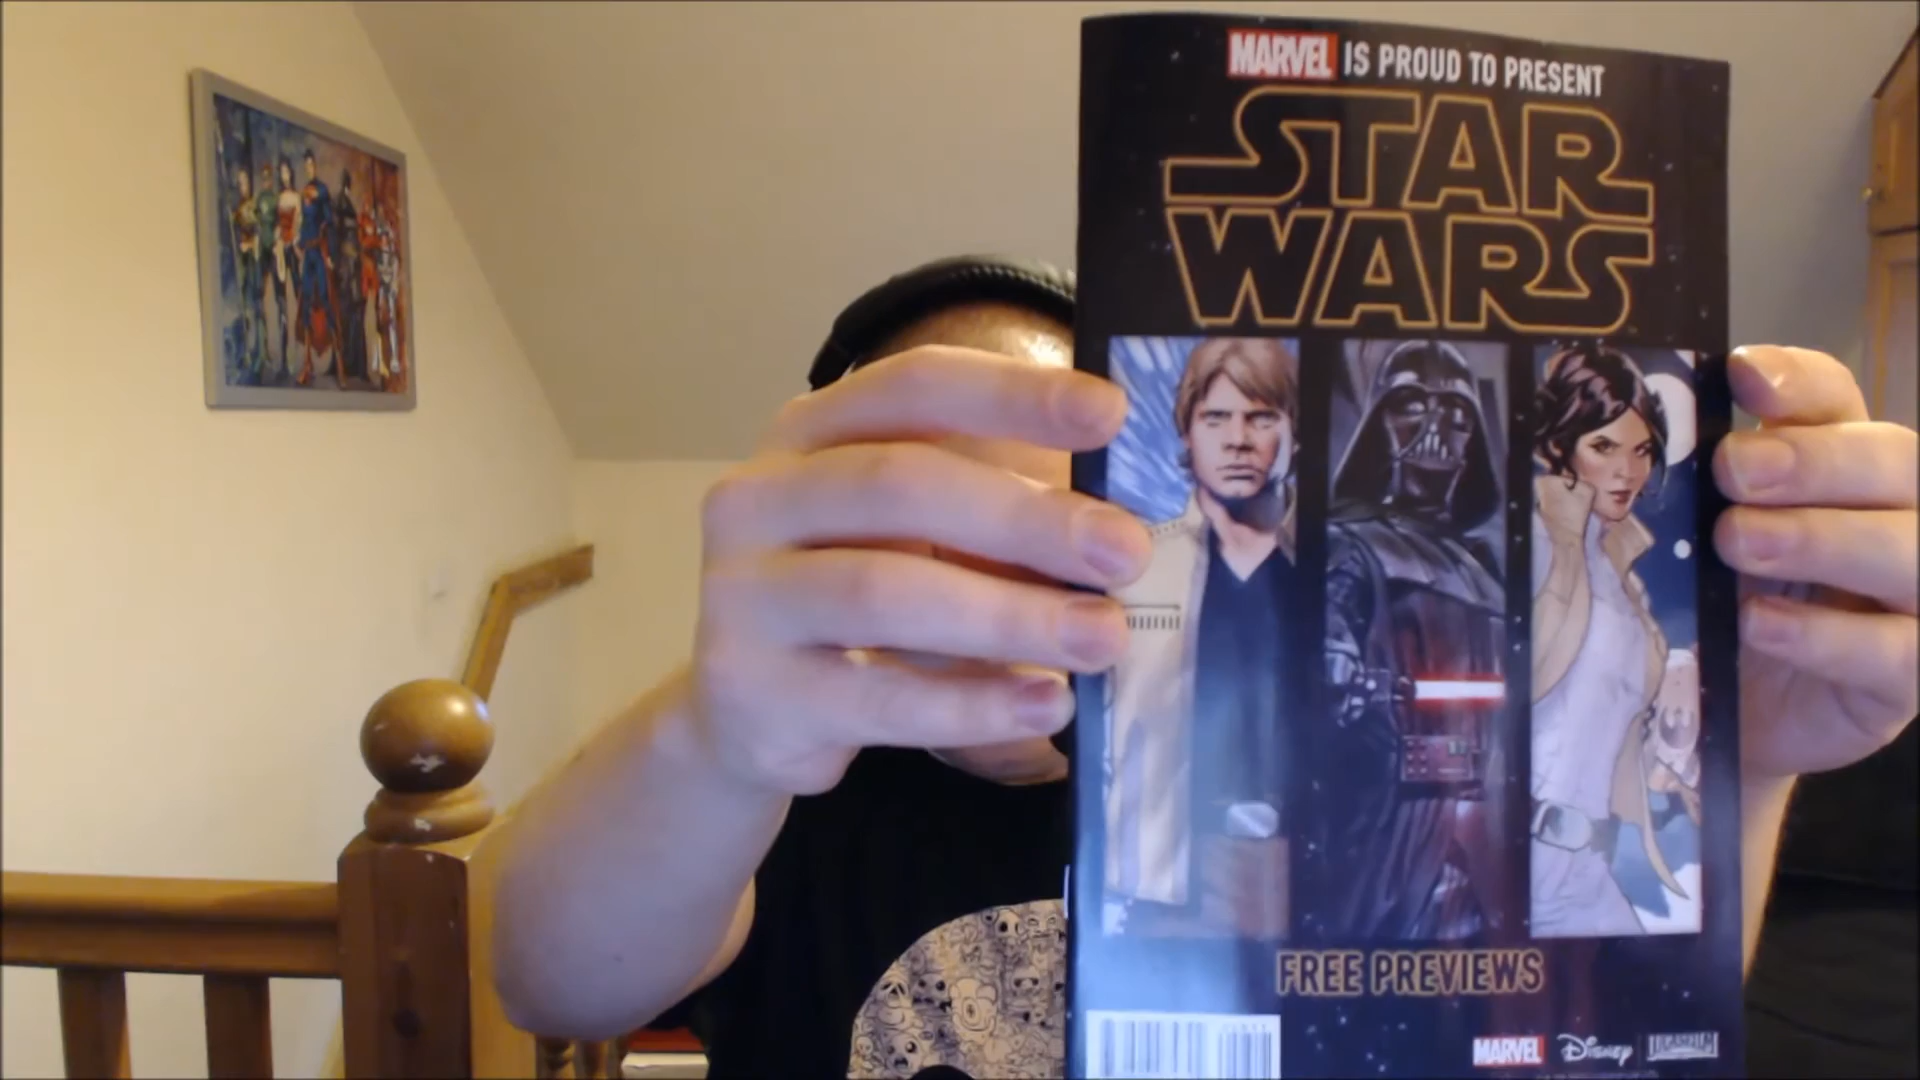 MARVEL IS PROUD TO PRESENT
STAR
WARS
FREE PREVIEWS
MARVEL Disney LUCASFILM